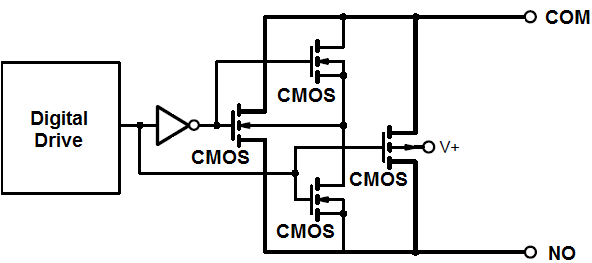 COM
CMOS
Digital
Drive
CMOS
V+
CMOS
CMOS
NO